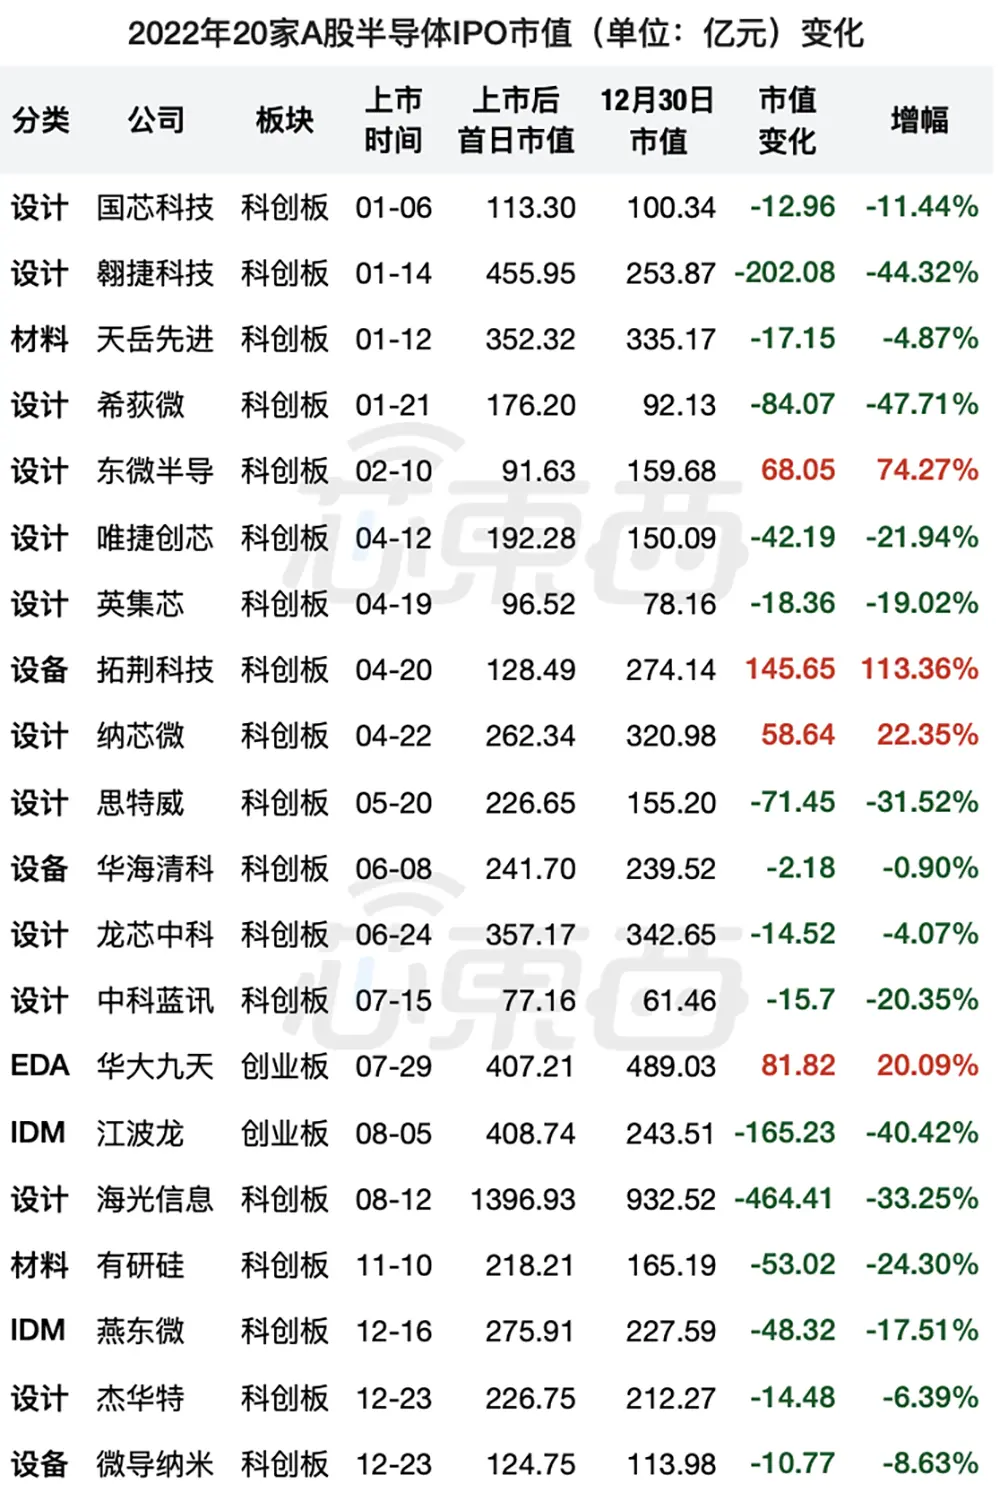 2022年20家A股半导体IPO市值（单位：亿元）变化
分类 公司 板块 上市时间 上市后首日市值 12月30日市值 市值变化 增幅
设计 国芯科技 科创板 01-06 113.30 100.34 -12.96 -11.44%
设计 翱捷科技 科创板 01-14 455.95 253.87 -202.08 -44.32%
材料 天岳先进 科创板 01-12 352.32 335.17 -17.15 -4.87%
设计 希荻微 科创板 01-21 176.20 92.13 -84.07 -47.71%
设计 东微半导 科创板 02-10 91.63 159.68 68.05 74.27%
设计 唯捷创芯 科创板 04-12 192.28 150.09 -42.19 -21.94%
设计 英集芯 科创板 04-19 96.52 78.16 -18.36 -19.02%
设备 拓荆科技 科创板 04-20 128.49 274.14 145.65 113.36%
设计 纳芯微 科创板 04-22 262.34 320.98 58.64 22.35%
设计 思特威 科创板 05-20 226.65 155.20 -71.45 -31.52%
设备 华海清科 科创板 06-08 241.70 239.52 -2.18 -0.90%
设计 龙芯中科 科创板 06-24 357.17 342.65 -14.52 -4.07%
设计 中科蓝讯 科创板 07-15 77.16 61.46 -15.7 -20.35%
EDA 华大九天 创业板 07-29 407.21 489.03 81.82 20.09%
IDM 江波龙 创业板 08-05 408.74 243.51 -165.23 -40.42%
设计 海光信息 科创板 08-12 1396.93 932.52 -464.41 -33.25%
材料 有研硅 科创板 11-10 218.21 165.19 -53.02 -24.30%
IDM 燕东微 科创板 12-16 275.91 227.59 -48.32 -17.51%
设计 杰华特 科创板 12-23 226.75 212.27 -14.48 -6.39%
设备 微导纳米 科创板 12-23 124.75 113.98 -10.77 -8.63%
芯東西
芯東西